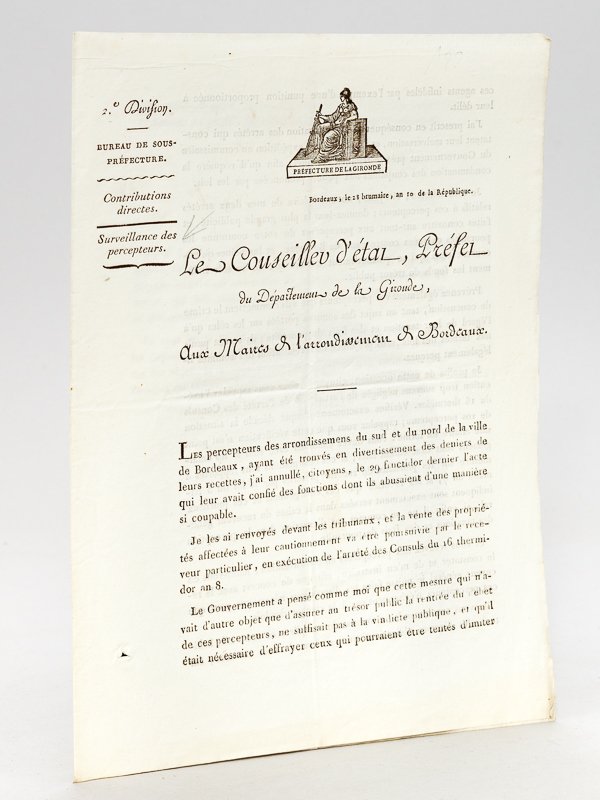 2.e Division.
BUREAU DE SOUS-
PRÉFECTURE.
Contributions
directes.
Surveillance des
percepteurs.
PRÉFECTURE DE LA GIRONDE
Bordeaux, le 28 brumaire, an 10 de la République.
Le Conseiller d'état, Préfet
du Département de la Gironde,
Aux Maires de l'arrondissement de Bordeaux.
LES percepteurs des arrondissemens du sud et du nord de la ville
de Bordeaux, ayant été trouvés en divertissement des deniers de
leurs recettes, j'ai annullé, citoyens, le 29 fructidor dernier l'acte
qui leur avait confié des fonctions dont ils abusaient d'une manière
si coupable.
Je les ai renvoyés devant les tribunaux, et la vente des proprié-
tés affectées à leur cautionnement va être poursuivie par le rece-
veur particulier, en exécution de l'arrêté des Consuls du 16 thermi-
dor an 8.
Le Gouvernement a pensé comme moi que cette mesure qui n'a-
vait d'autre objet que d'assurer au trésor public la rentrée du débet
de ces percepteurs, ne suffisait pas à la vindicte publique, et qu'il
était nécessaire d'effrayer ceux qui pourraient être tentés d'imiter